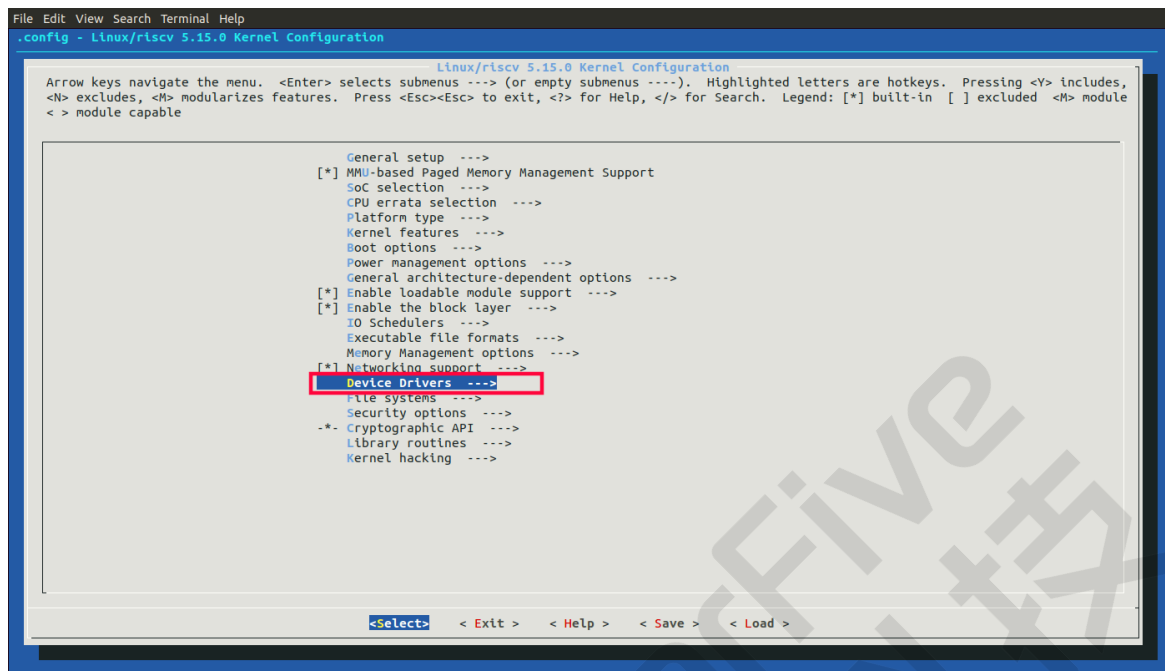 File Edit View Search Terminal Help
.config - Linux/riscv 5.15.0 Kernel Configuration
Linux/riscv 5.15.0 Kernel Configuration
Arrow keys navigate the menu. <Enter> selects submenus ---> (or empty submenus ----). Highlighted letters are hotkeys. Pressing <Y> includes,
<N> excludes, <M> modularizes features. Press <Esc><Esc> to exit, <?> for Help, </> for Search. Legend: [*] built-in [ ] excluded <M> module
< > module capable
General setup --->
[*] MMU-based Paged Memory Management Support
SoC selection --->
CPU errata selection --->
Platform type --->
Kernel features --->
Boot options --->
Power management options --->
General architecture-dependent options --->
[*] Enable loadable module support --->
[*] Enable the block layer --->
IO Schedulers --->
Executable file formats --->
Memory Management options --->
[*] Networking support --->
Device Drivers --->
File systems --->
Security options --->
-*- Cryptographic API --->
Library routines --->
Kernel hacking --->
<Select> < Exit > < Help > < Save > < Load >